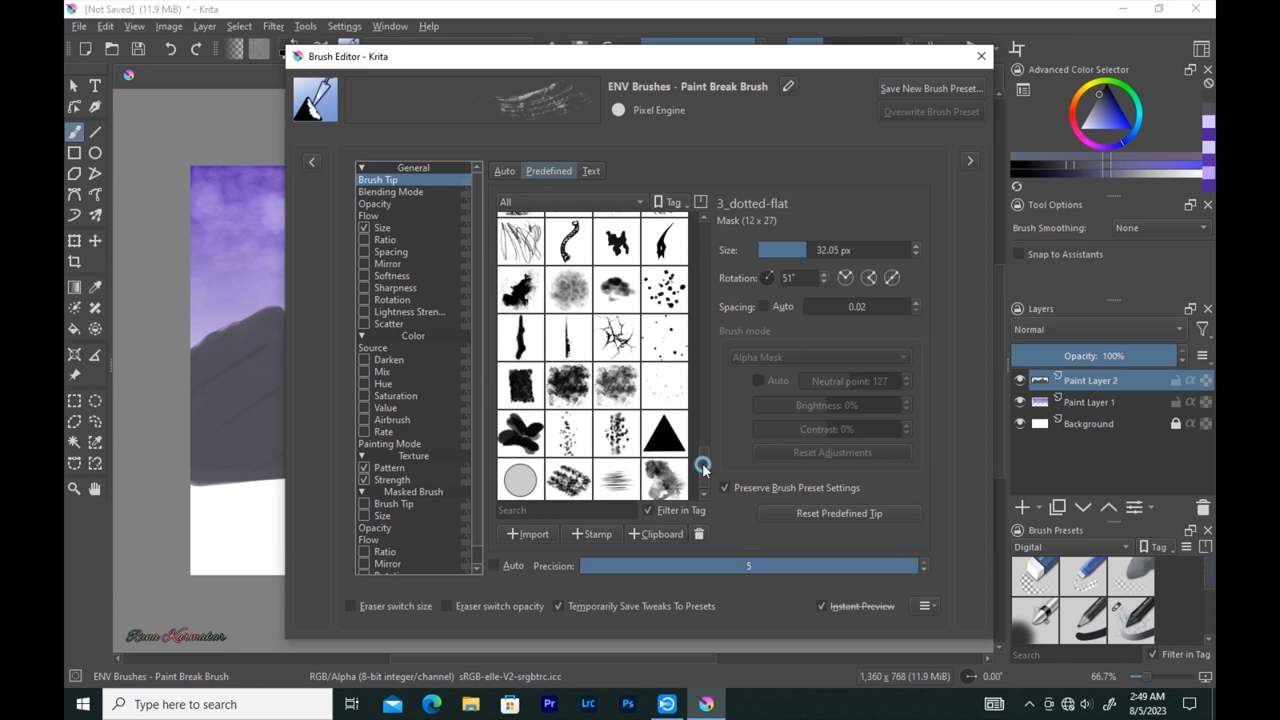 [Not Saved] (11.9 MiB) * - Krita
File Edit View Image Layer Select Filter Tools Settings Window Help
Brush Editor - Krita
ENV Brushes - Paint Break Brush
Pixel Engine
Save New Brush Preset...
Overwrite Brush Preset
General
Brush Tip
Blending Mode
Opacity
Flow
Size
Ratio
Spacing
Mirror
Softness
Sharpness
Rotation
Lightness Stren...
Scatter
Color
Source
Darken
Mix
Hue
Saturation
Value
Airbrush
Rate
Painting Mode
Texture
Pattern
Strength
Masked Brush
Brush Tip
Size
Opacity
Flow
Ratio
Mirror
Auto Predefined Text
All Tag
Search Filter in Tag
Import Stamp Clipboard
3_dotted-flat
Mask (12 x 27)
Size: 32.05 px
Rotation: 51°
Spacing: Auto 0.02
Brush mode
Alpha Mask
Auto Neutral point: 127
Brightness: 0%
Contrast: 0%
Reset Adjustments
Preserve Brush Preset Settings
Reset Predefined Tip
Auto Precision: 5
Eraser switch size Eraser switch opacity Temporarily Save Tweaks To Presets Instant Preview
Advanced Color Selector
Tool Options
Brush Smoothing: None
Snap to Assistants
Layers
Normal
Opacity: 100%
Paint Layer 2
Paint Layer 1
Background
Brush Presets
Digital Tag
Search Filter in Tag
Rana Karmakar
ENV Brushes - Paint Break Brush RGB/Alpha (8-bit integer/channel) sRGB-elle-V2-srgbtrc.icc 1,360 x 768 (11.9 MiB) 0.00° 66.7%
Type here to search
Pr Lrc Ps
2:49 AM
8/5/2023